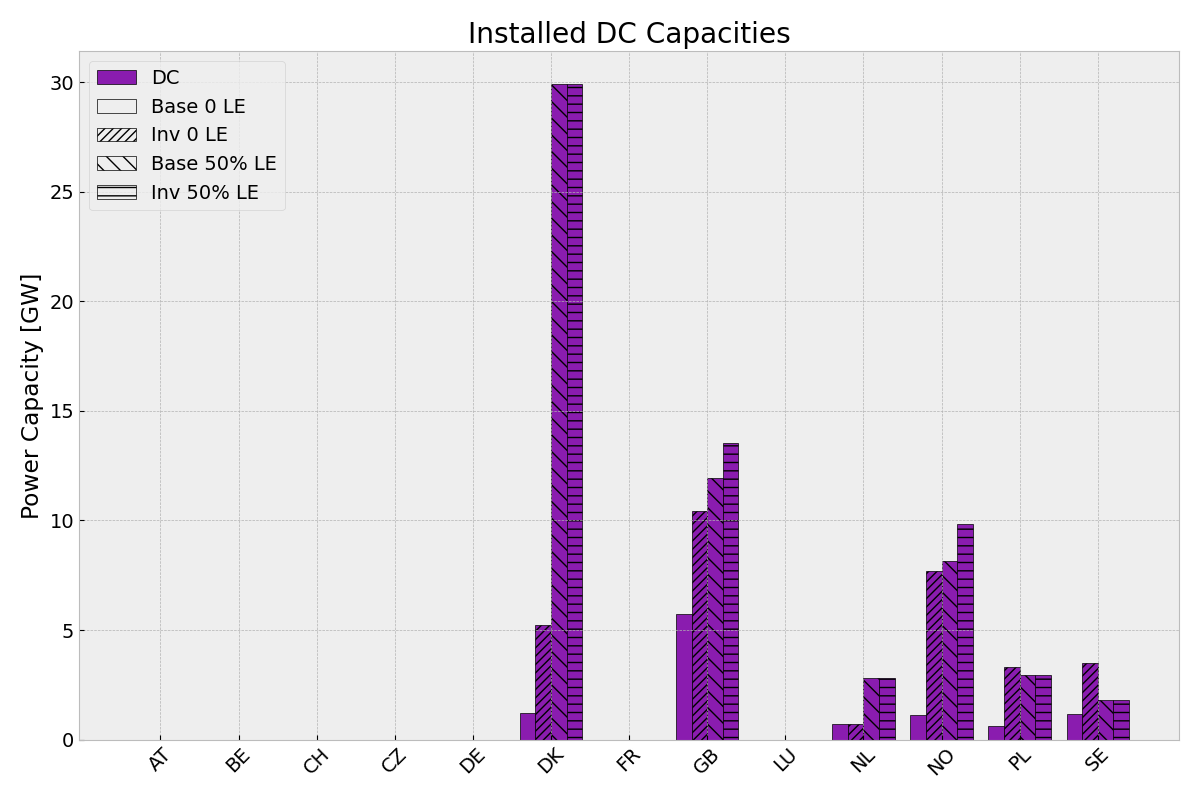 Installed DC Capacities
DC
Base 0 LE
Inv 0 LE
Base 50% LE
Inv 50% LE
Power Capacity [GW]
30
25
20
15
10
5
0
AT
BE
CH
CZ
DE
DK
FR
GB
LU
NL
NO
PL
SE